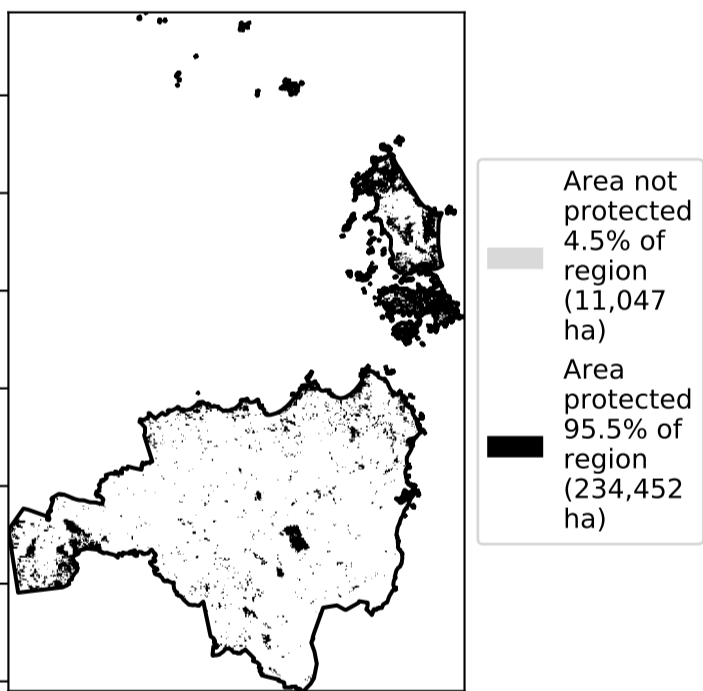 Area not
protected
4.5% of
region
(11,047
ha)
Area
protected
95.5% of
region
(234,452
ha)